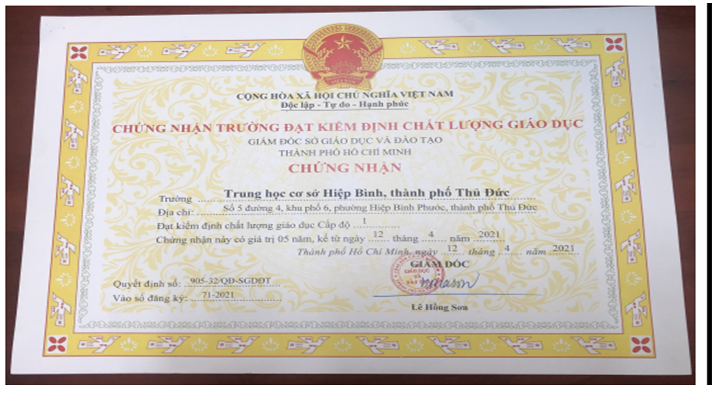 CỘNG HÒA XÃ HỘI CHỦ NGHĨA VIỆT NAM
Độc lập - Tự do - Hạnh phúc
CHỨNG NHẬN TRƯỜNG ĐẠT KIỂM ĐỊNH CHẤT LƯỢNG GIÁO DỤC
GIÁM ĐỐC SỞ GIÁO DỤC VÀ ĐÀO TẠO
THÀNH PHỐ HỒ CHÍ MINH
CHỨNG NHẬN
Trường Trung học cơ sở Hiệp Bình, thành phố Thủ Đức
Địa chỉ: Số 5 đường 4, khu phố 6, phường Hiệp Bình Phước, thành phố Thủ Đức
Đạt kiểm định chất lượng giáo dục Cấp độ 1
Chứng nhận này có giá trị 05 năm, kể từ ngày 12 tháng 4 năm 2021
Thành phố Hồ Chí Minh, ngày 12 tháng 4 năm 2021
GIÁM ĐỐC
Quyết định số: 905-32/QĐ-SGDĐT
Vào sổ đăng ký: 71-2021
Lê Hồng Sơn